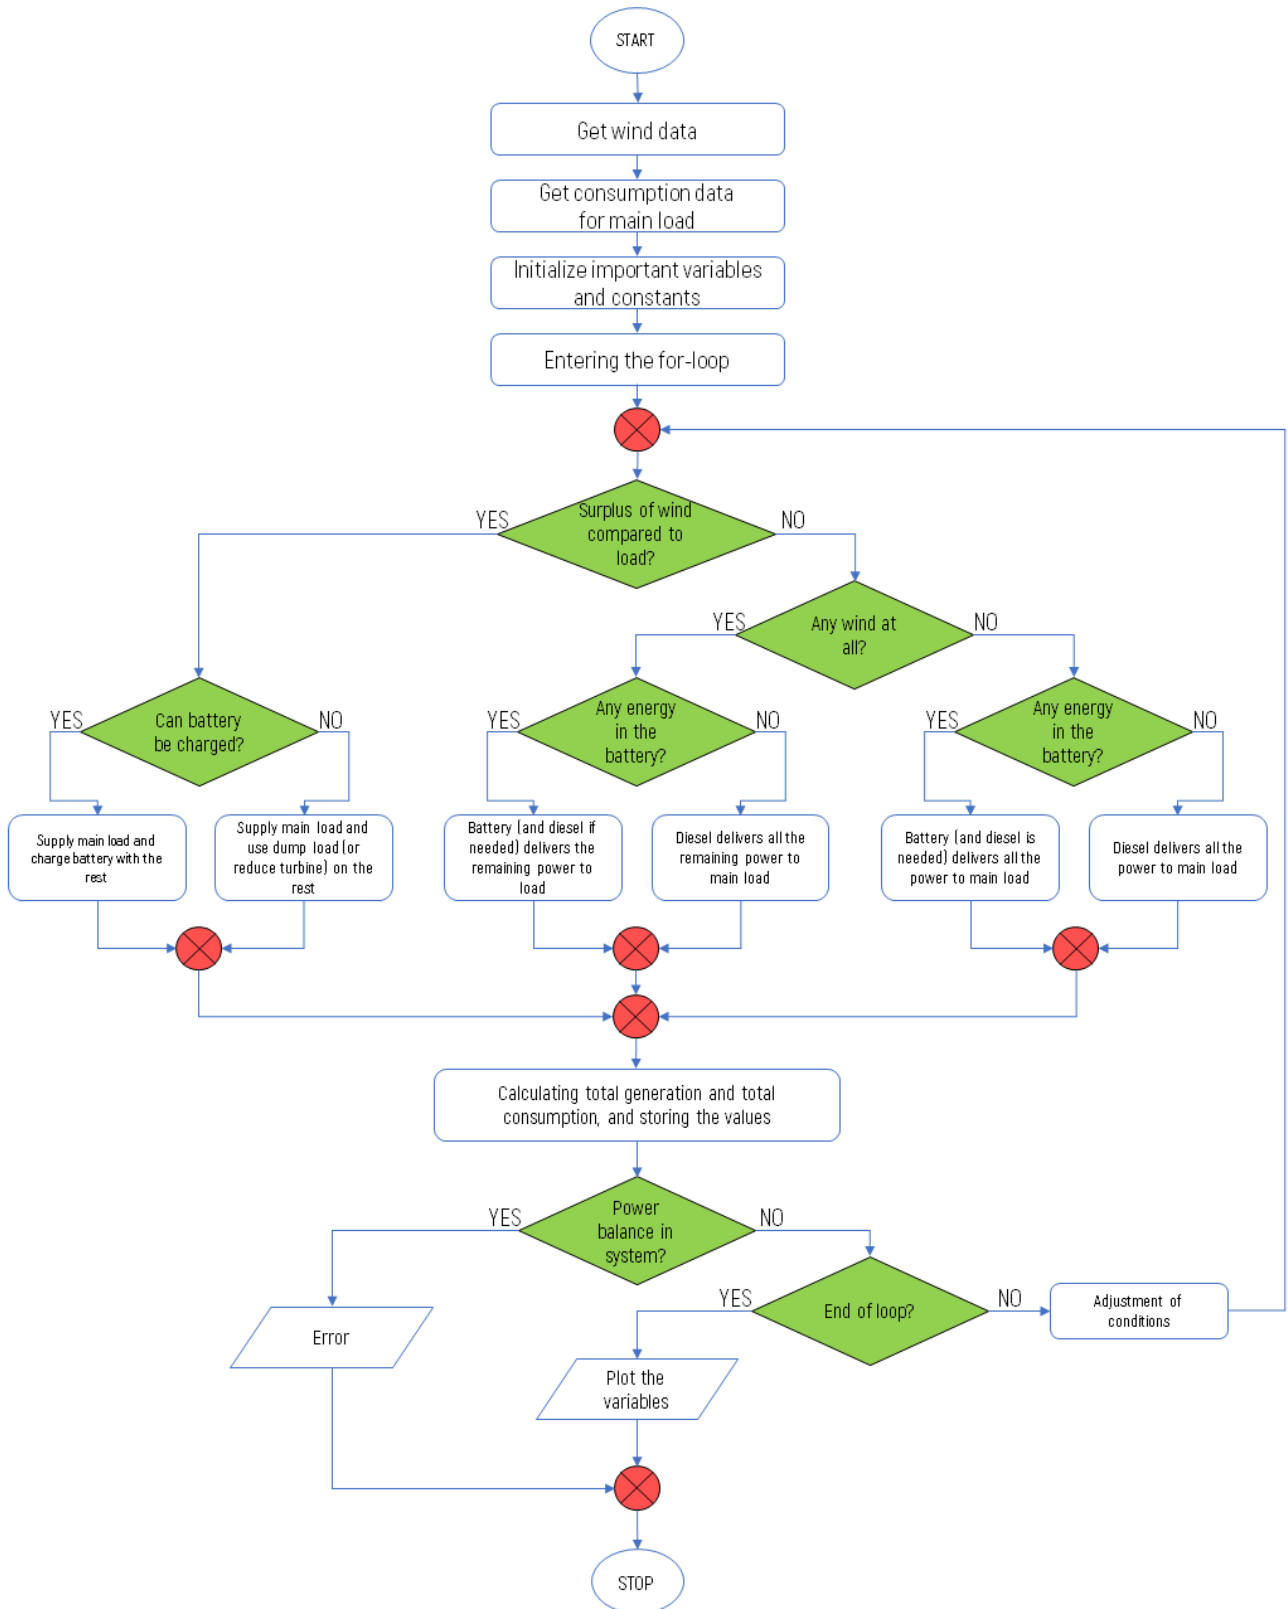 START
Get wind data
Get consumption data
for main load
Initialize important variables
and constants
Entering the for-loop
Surplus of wind
compared to
load?
YES
NO
Any wind at
all?
YES
NO
Can battery
be charged?
YES
NO
Any energy
in the
battery?
YES
NO
Any energy
in the
battery?
YES
NO
Supply main load and
charge battery with the
rest
Supply main load and
use dump load (or
reduce turbine) on the
rest
Battery (and diesel if
needed) delivers the
remaining power to
load
Diesel delivers all the
remaining power to
main load
Battery (and diesel is
needed) delivers all the
power to main load
Diesel delivers all the
power to main load
Calculating total generation and total
consumption, and storing the values
Power
balance in
system?
YES
NO
Error
End of loop?
YES
NO
Adjustment of
conditions
Plot the
variables
STOP